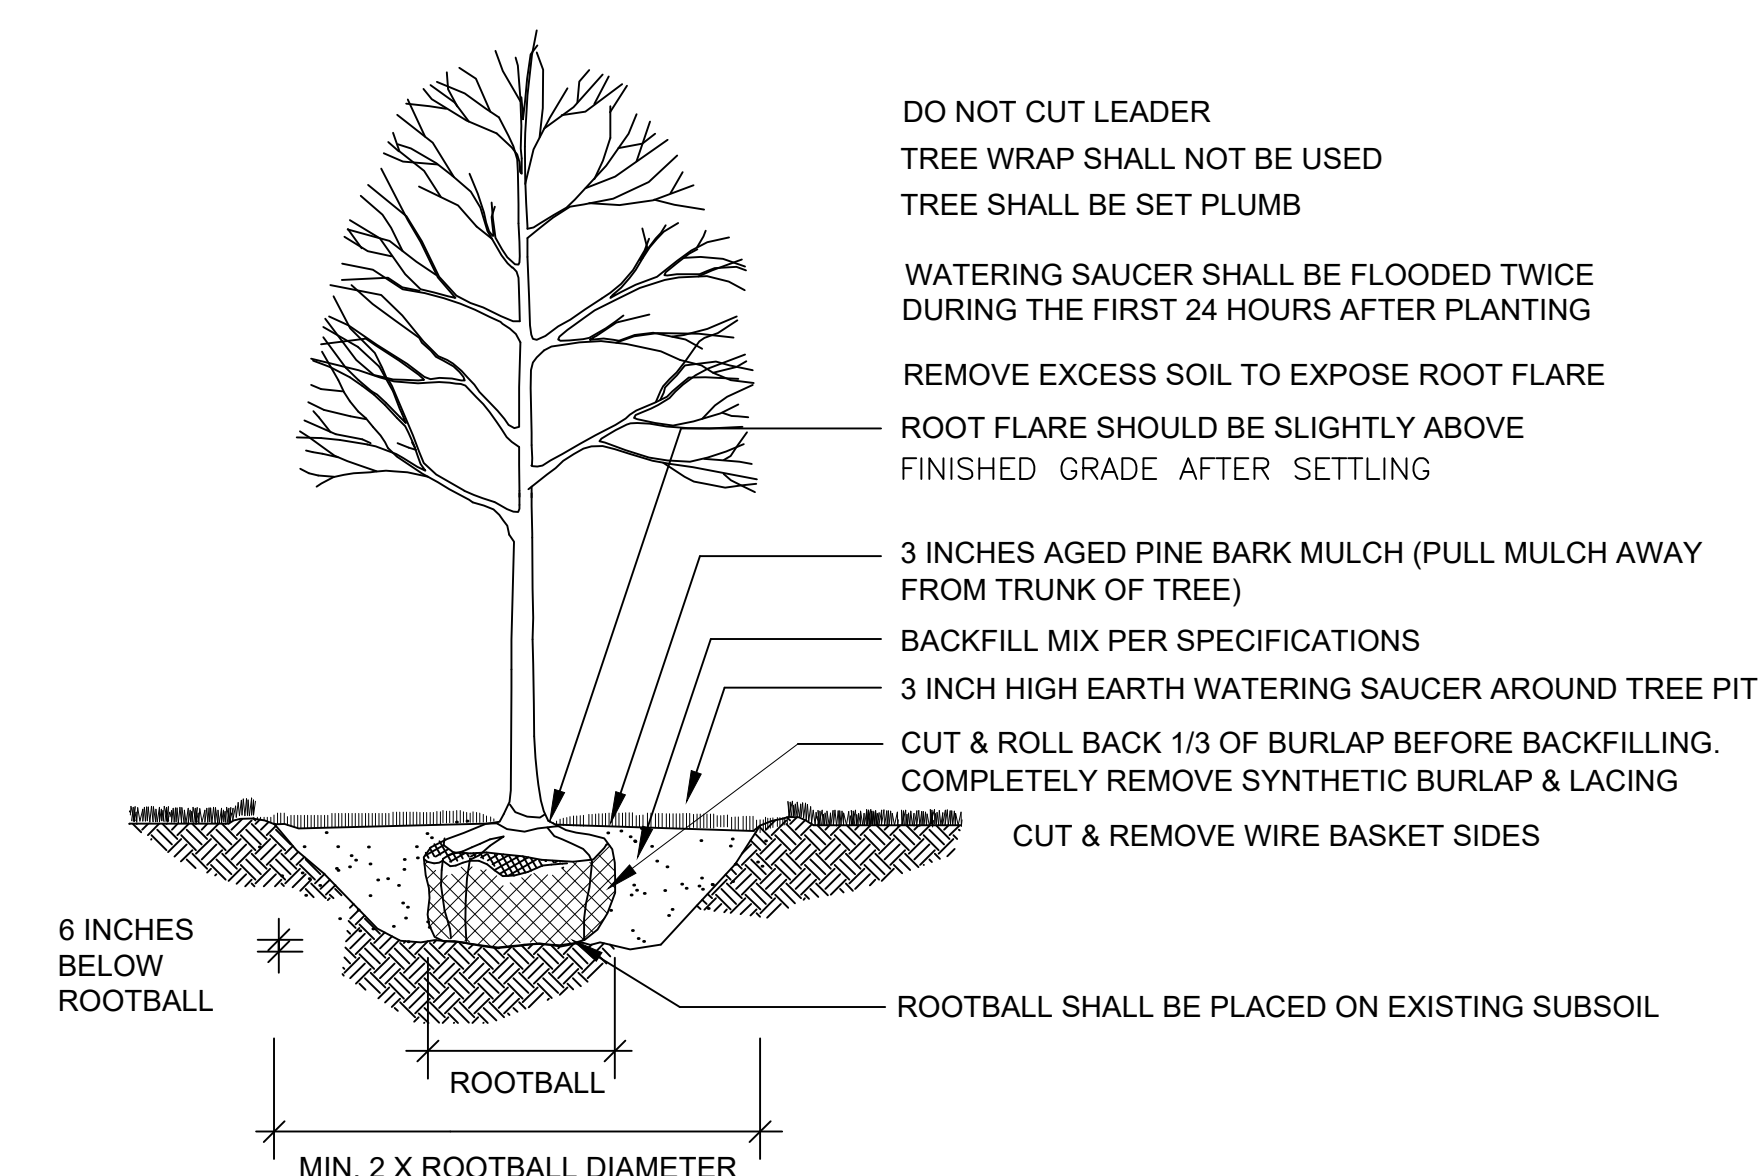 DO NOT CUT LEADER
TREE WRAP SHALL NOT BE USED
TREE SHALL BE SET PLUMB
WATERING SAUCER SHALL BE FLOODED TWICE
DURING THE FIRST 24 HOURS AFTER PLANTING
REMOVE EXCESS SOIL TO EXPOSE ROOT FLARE
ROOT FLARE SHOULD BE SLIGHTLY ABOVE
FINISHED GRADE AFTER SETTLING
3 INCHES AGED PINE BARK MULCH (PULL MULCH AWAY
FROM TRUNK OF TREE)
BACKFILL MIX PER SPECIFICATIONS
3 INCH HIGH EARTH WATERING SAUCER AROUND TREE PIT
CUT & ROLL BACK 1/3 OF BURLAP BEFORE BACKFILLING.
COMPLETELY REMOVE SYNTHETIC BURLAP & LACING
CUT & REMOVE WIRE BASKET SIDES
6 INCHES
BELOW
ROOTBALL
ROOTBALL SHALL BE PLACED ON EXISTING SUBSOIL
ROOTBALL
MIN. 2 X ROOTBALL DIAMETER